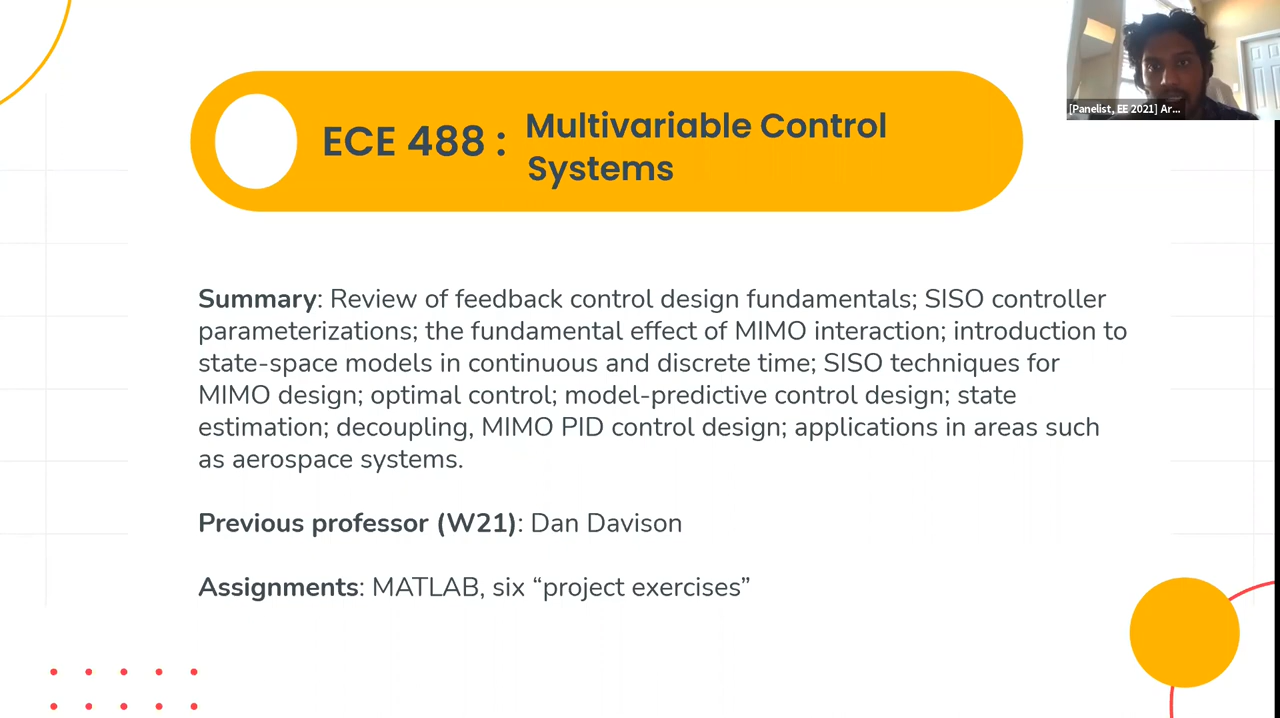 [Panelist, EE 2021] Ar...
ECE 488 : Multivariable Control
Systems
Summary: Review of feedback control design fundamentals; SISO controller
parameterizations; the fundamental effect of MIMO interaction; introduction to
state-space models in continuous and discrete time; SISO techniques for
MIMO design; optimal control; model-predictive control design; state
estimation; decoupling, MIMO PID control design; applications in areas such
as aerospace systems.
Previous professor (W21): Dan Davison
Assignments: MATLAB, six “project exercises”